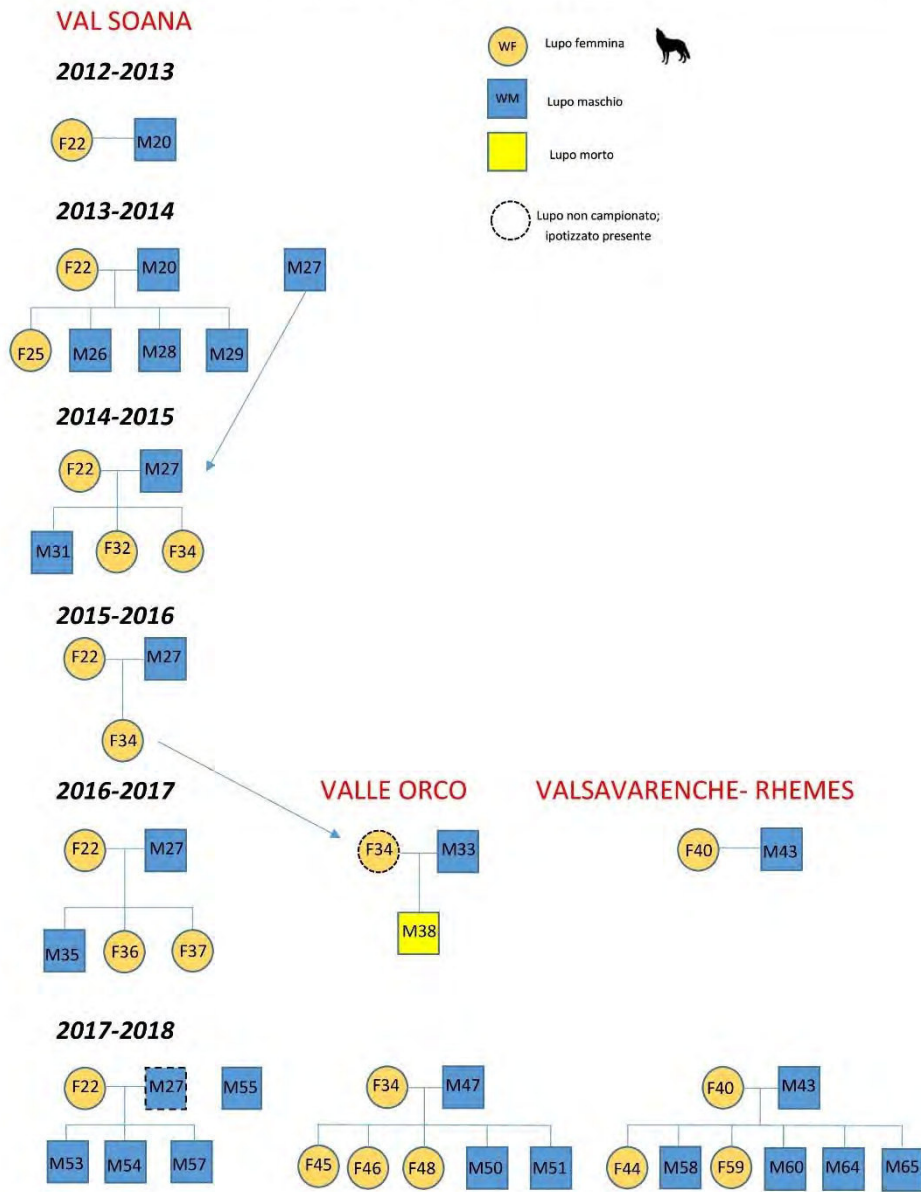 VAL SOANA
WF Lupo femmina
2012-2013
WM Lupo maschio
F22 M20
Lupo morto
2013-2014
Lupo non campionato;
ipotizzato presente
F22 M20 M27
F25 M26 M28 M29
2014-2015
F22 M27
M31 F32 F34
2015-2016
F22 M27
F34
2016-2017 VALLE ORCO VALSAVARENCHE- RHEMES
F22 M27 F34 M33 F40 M43
M35 F36 F37 M38
2017-2018
F22 M27 M55 F34 M47 F40 M43
M53 M54 M57 F45 F46 F48 M50 M51 F44 M58 F59 M60 M64 M65